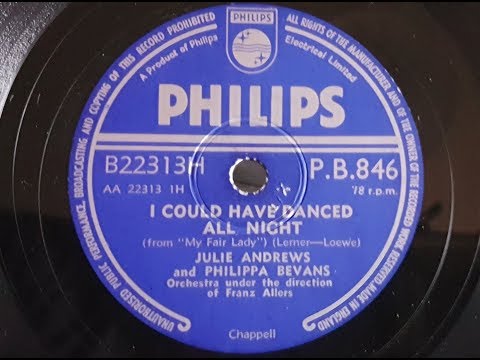 UNAUTHORISED PUBLIC PERFORMANCE, BROADCASTING AND COPYING OF THIS RECORD PROHIBITED
ALL RIGHTS OF THE MANUFACTURER AND OF THE OWNER OF THE RECORDED WORK RESERVED. MADE IN ENGLAND
PHILIPS
A Product of Philips Electrical Limited
PHILIPS
B22313H
P.B.846
AA 22313 1H
78 r.p.m.
I COULD HAVE DANCED
ALL NIGHT
(from "My Fair Lady") (Lerner—Loewe)
JULIE ANDREWS
and PHILIPPA BEVANS
Orchestra under the direction
of Franz Allers
Chappell